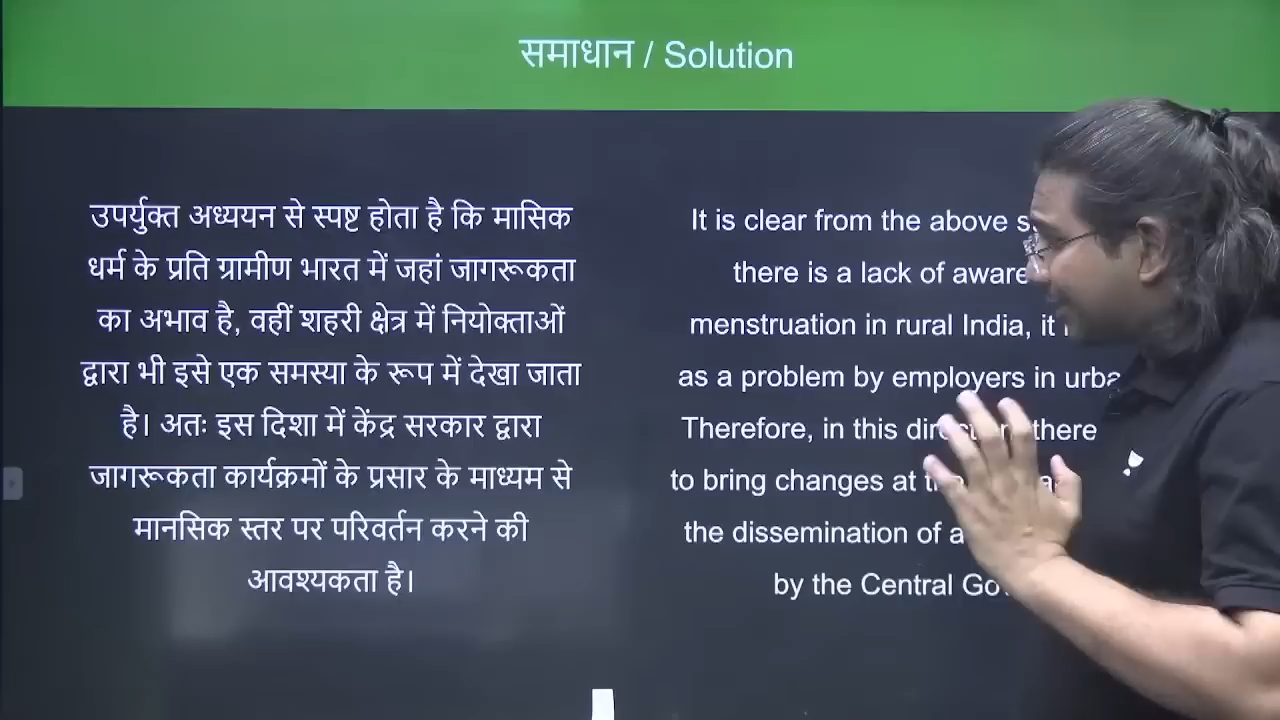 समाधान / Solution
उपर्युक्त अध्ययन से स्पष्ट होता है कि मासिक
धर्म के प्रति ग्रामीण भारत में जहां जागरूकता
का अभाव है, वहीं शहरी क्षेत्र में नियोक्ताओं
द्वारा भी इसे एक समस्या के रूप में देखा जाता
है। अतः इस दिशा में केंद्र सरकार द्वारा
जागरूकता कार्यक्रमों के प्रसार के माध्यम से
मानसिक स्तर पर परिवर्तन करने की
आवश्यकता है।
It is clear from the above
there is a lack of
menstruation in rural India, it
as a problem by employers in
Therefore, in this there
to bring changes at
the dissemination of
by the Central